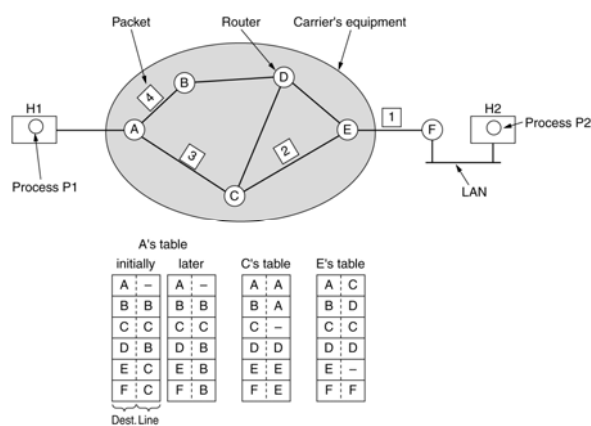 Packet
Router
Carrier's equipment
H1
Process P1
A
B
D
C
E
F
4
3
2
1
H2
Process P2
LAN
A's table
initially later C's table E's table
A – A – A A A C
B B B B B A B D
C C C C C – C C
D B D B D D D D
E C E B E E E –
F C F B F E F F
Dest. Line